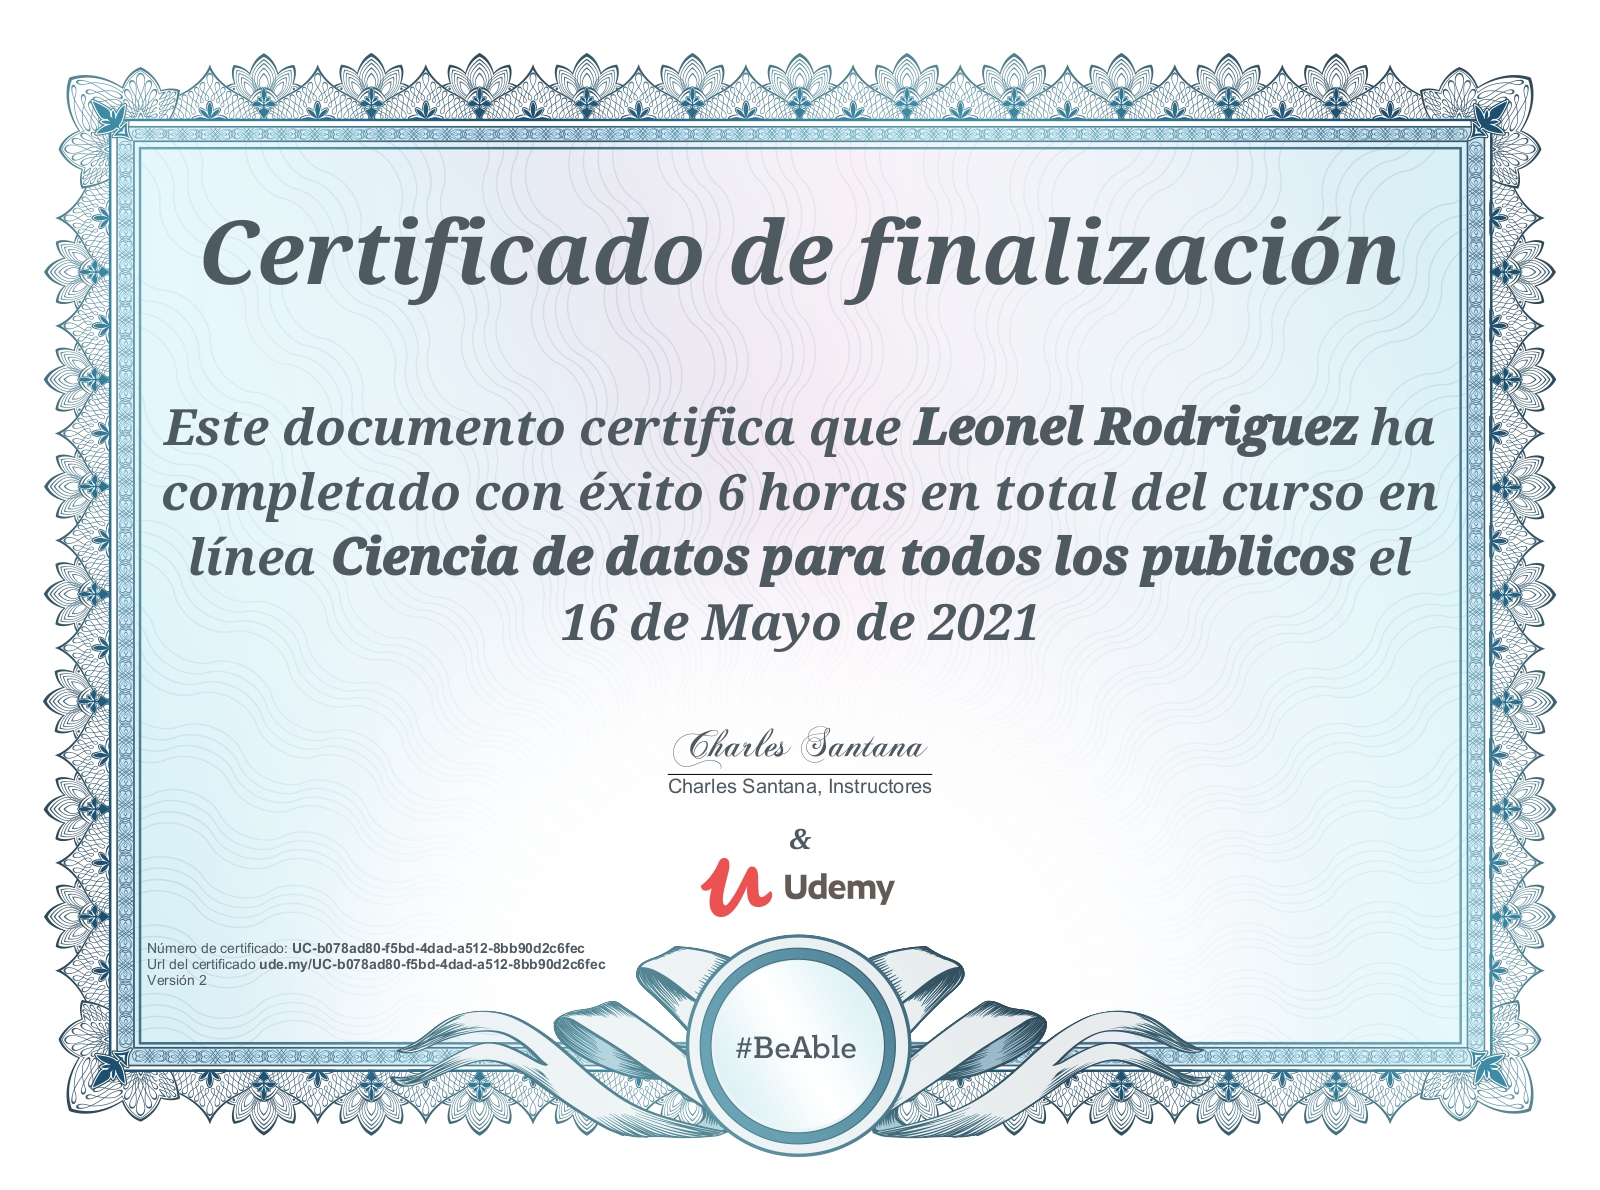 Certificado de finalización
Este documento certifica que Leonel Rodriguez ha
completado con éxito 6 horas en total del curso en
línea Ciencia de datos para todos los publicos el
16 de Mayo de 2021
Charles Santana
Charles Santana, Instructores
&
Udemy
Número de certificado: UC-b078ad80-f5bd-4dad-a512-8bb90d2c6fec
Url del certificado ude.my/UC-b078ad80-f5bd-4dad-a512-8bb90d2c6fec
Versión 2
#BeAble